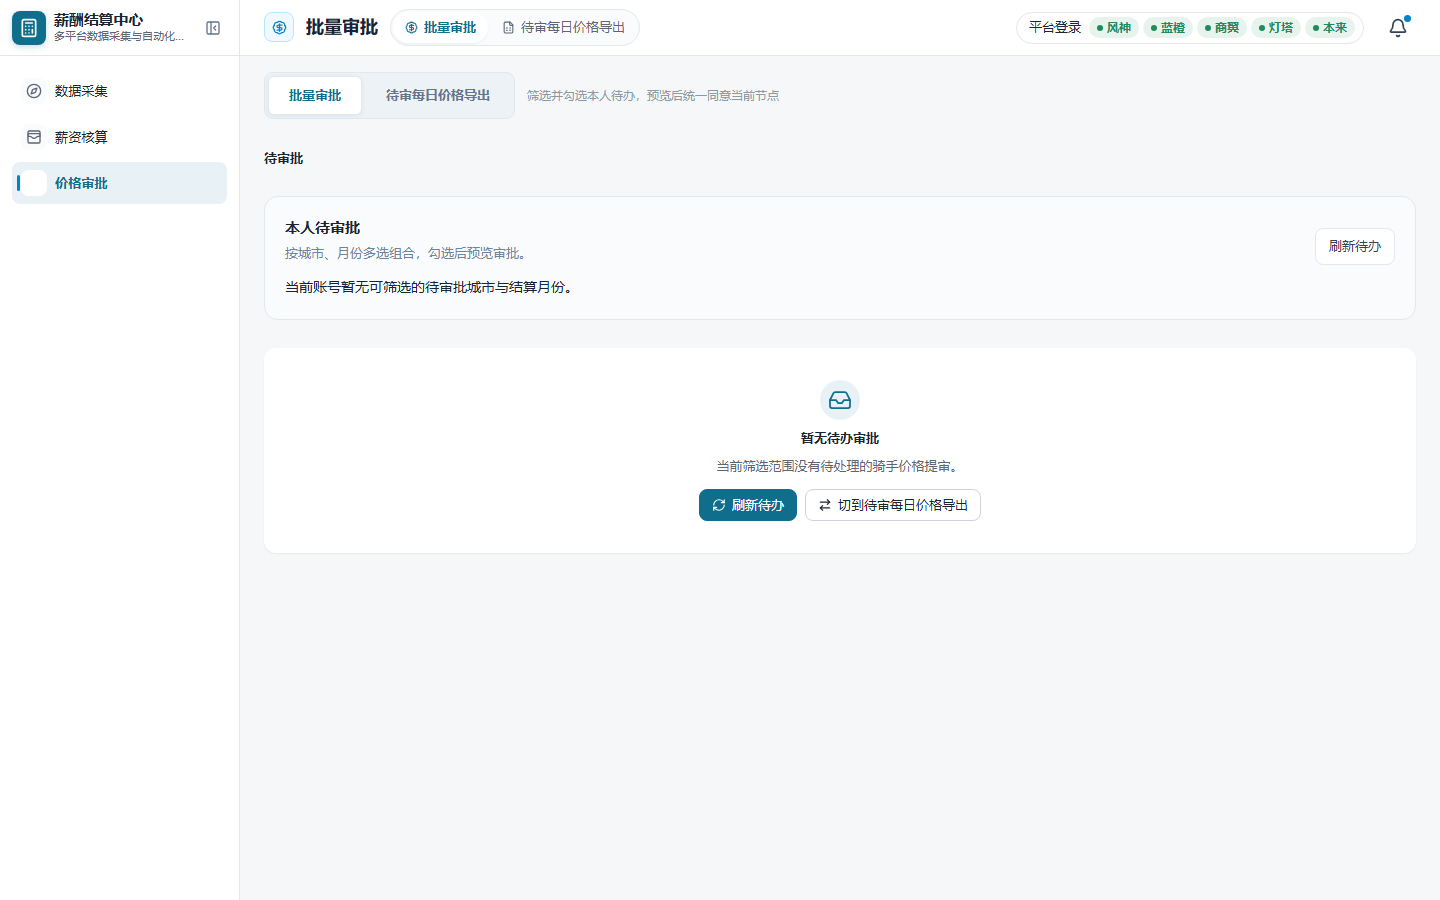 薪酬结算中心
多平台数据采集与自动化...
数据采集
薪资核算
价格审批
批量审批
批量审批
待审每日价格导出
平台登录
风神
蓝橙
商翼
灯塔
本来
批量审批
待审每日价格导出
筛选并勾选本人待办，预览后统一同意当前节点
待审批
本人待审批
按城市、月份多选组合，勾选后预览审批。
当前账号暂无可筛选的待审批城市与结算月份。
刷新待办
暂无待办审批
当前筛选范围没有待处理的骑手价格提审。
刷新待办
切到待审每日价格导出